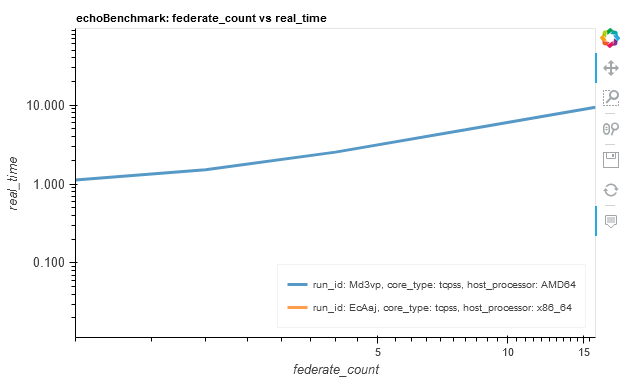 echoBenchmark: federate_count vs real_time
10.000
1.000
0.100
real_time
run_id: Md3vp, core_type: tcpss, host_processor: AMD64
run_id: EcAaj, core_type: tcpss, host_processor: x86_64
5
10
15
federate_count